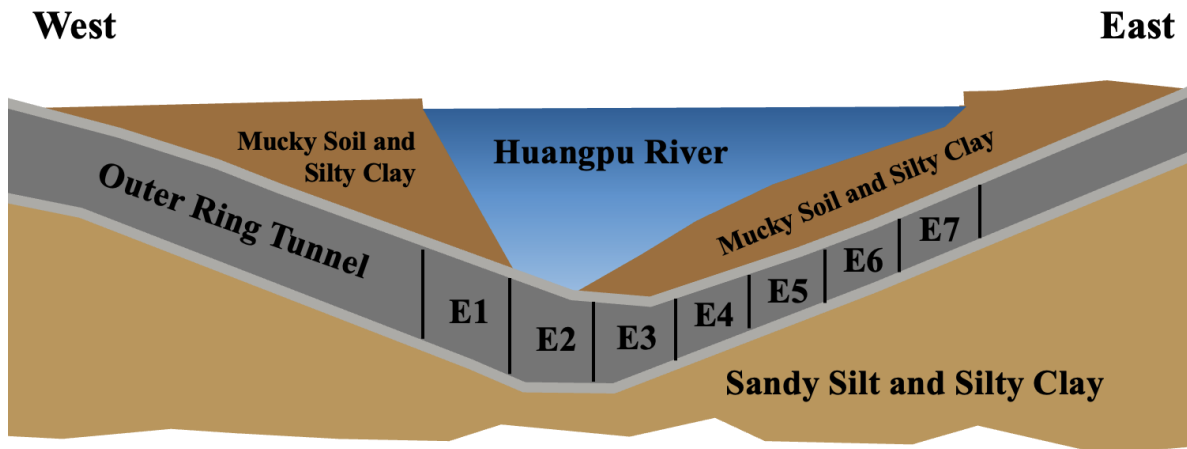 West
East
Mucky Soil and
Silty Clay
Huangpu River
Mucky Soil and Silty Clay
Outer Ring Tunnel
E1
E2
E3
E4
E5
E6
E7
Sandy Silt and Silty Clay